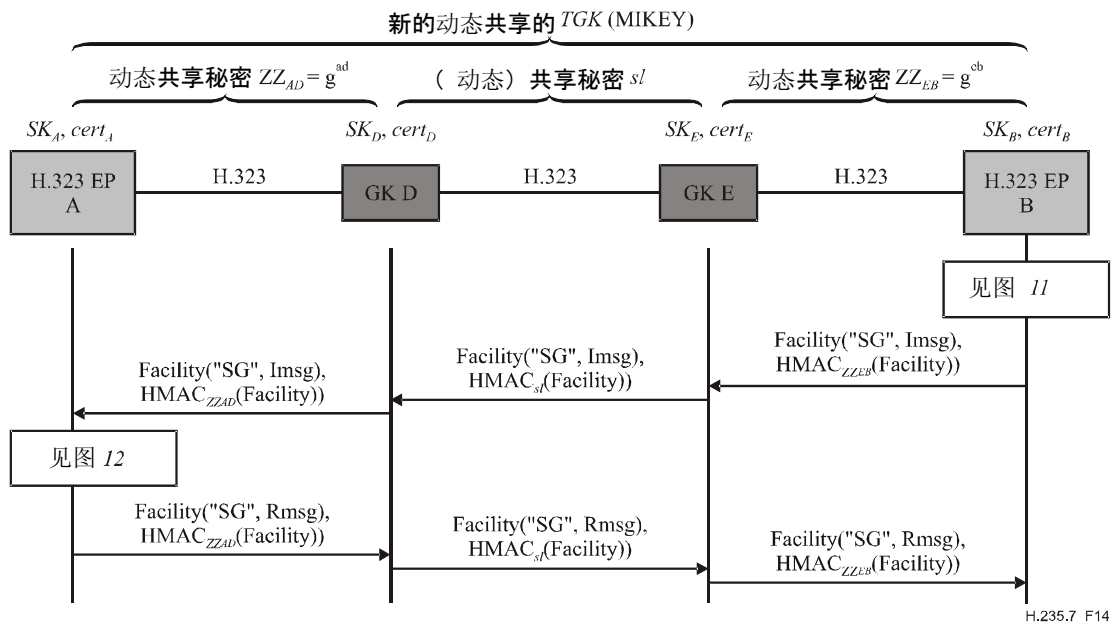 新的动态共享的 TGK (MIKEY)
动态共享秘密 ZZAD = g^ad
（ 动态）共享秘密 sl
动态共享秘密 ZZEB = g^cb
SKA, certA
SKD, certD
SKE, certE
SKB, certB
H.323 EP
A
H.323
GK D
H.323
GK E
H.323
H.323 EP
B
见图 11
Facility("SG", Imsg),
HMACZZEB(Facility))
Facility("SG", Imsg),
HMACsl(Facility))
Facility("SG", Imsg),
HMACZZAD(Facility))
见图 12
Facility("SG", Rmsg),
HMACZZAD(Facility))
Facility("SG", Rmsg),
HMACsl(Facility))
Facility("SG", Rmsg),
HMACZZEB(Facility))
H.235.7_F14